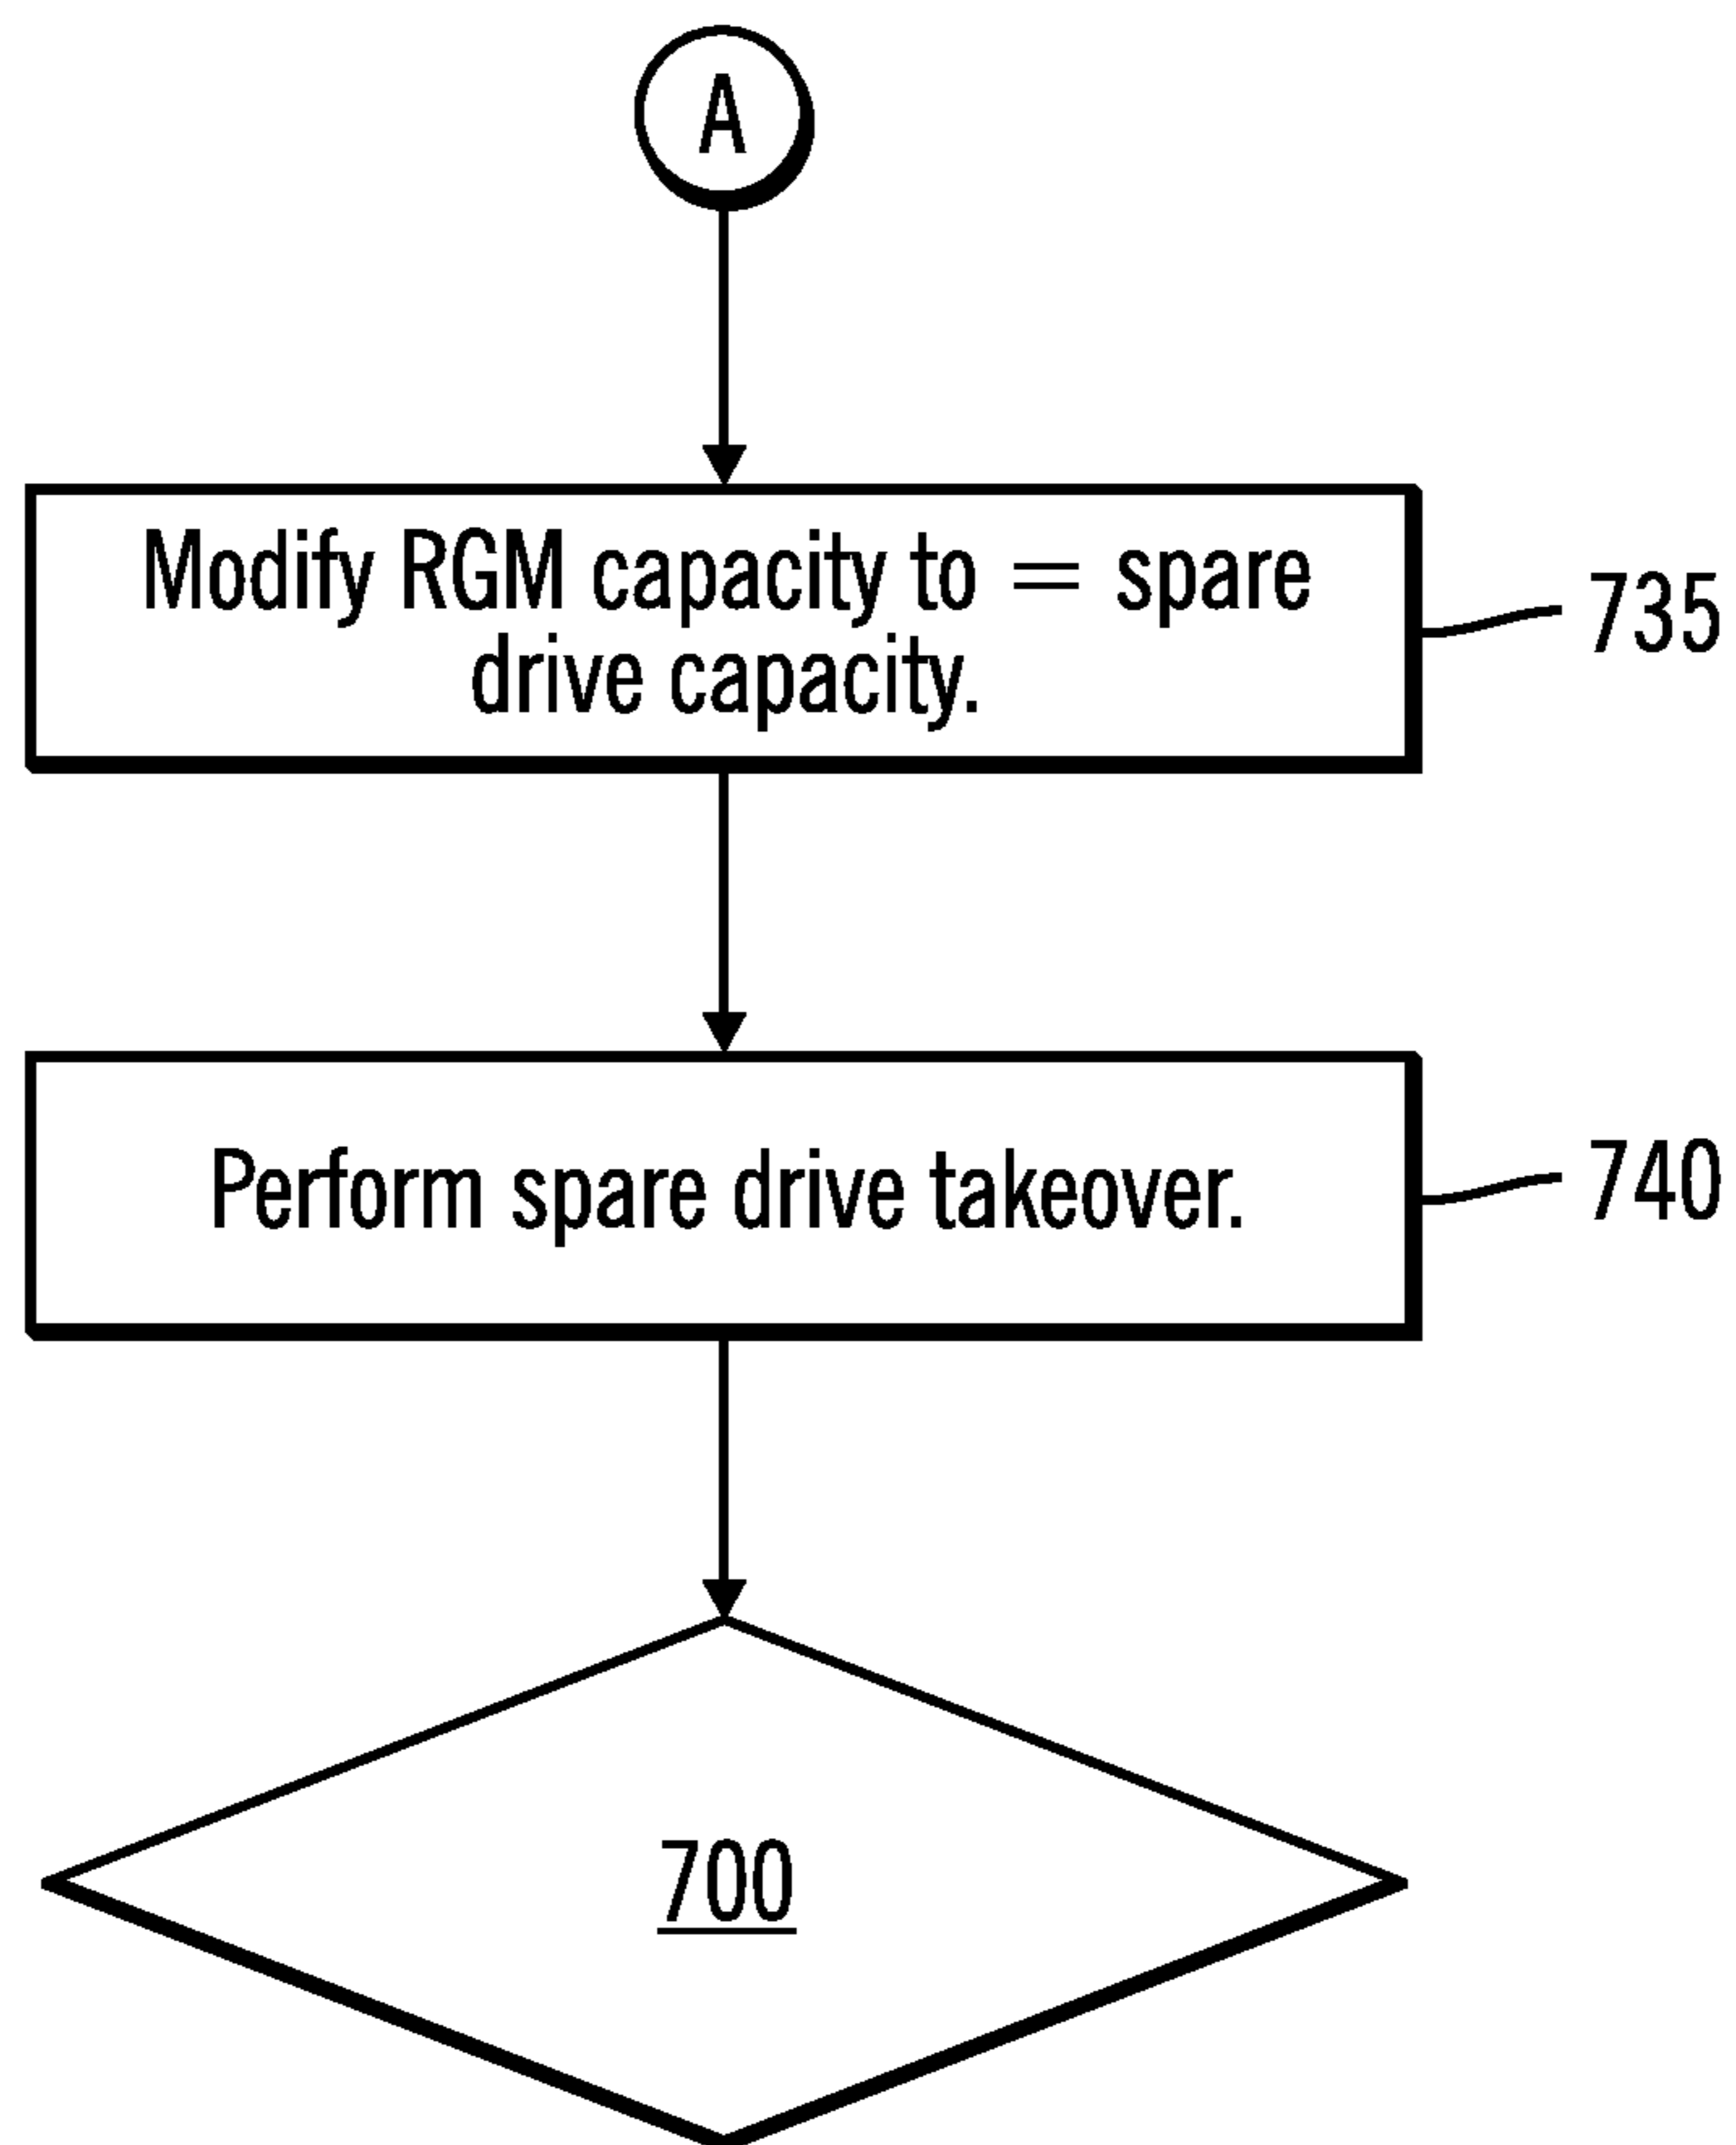 A
Modify RGM capacity to = spare
drive capacity.
735
Perform spare drive takeover.
740
700